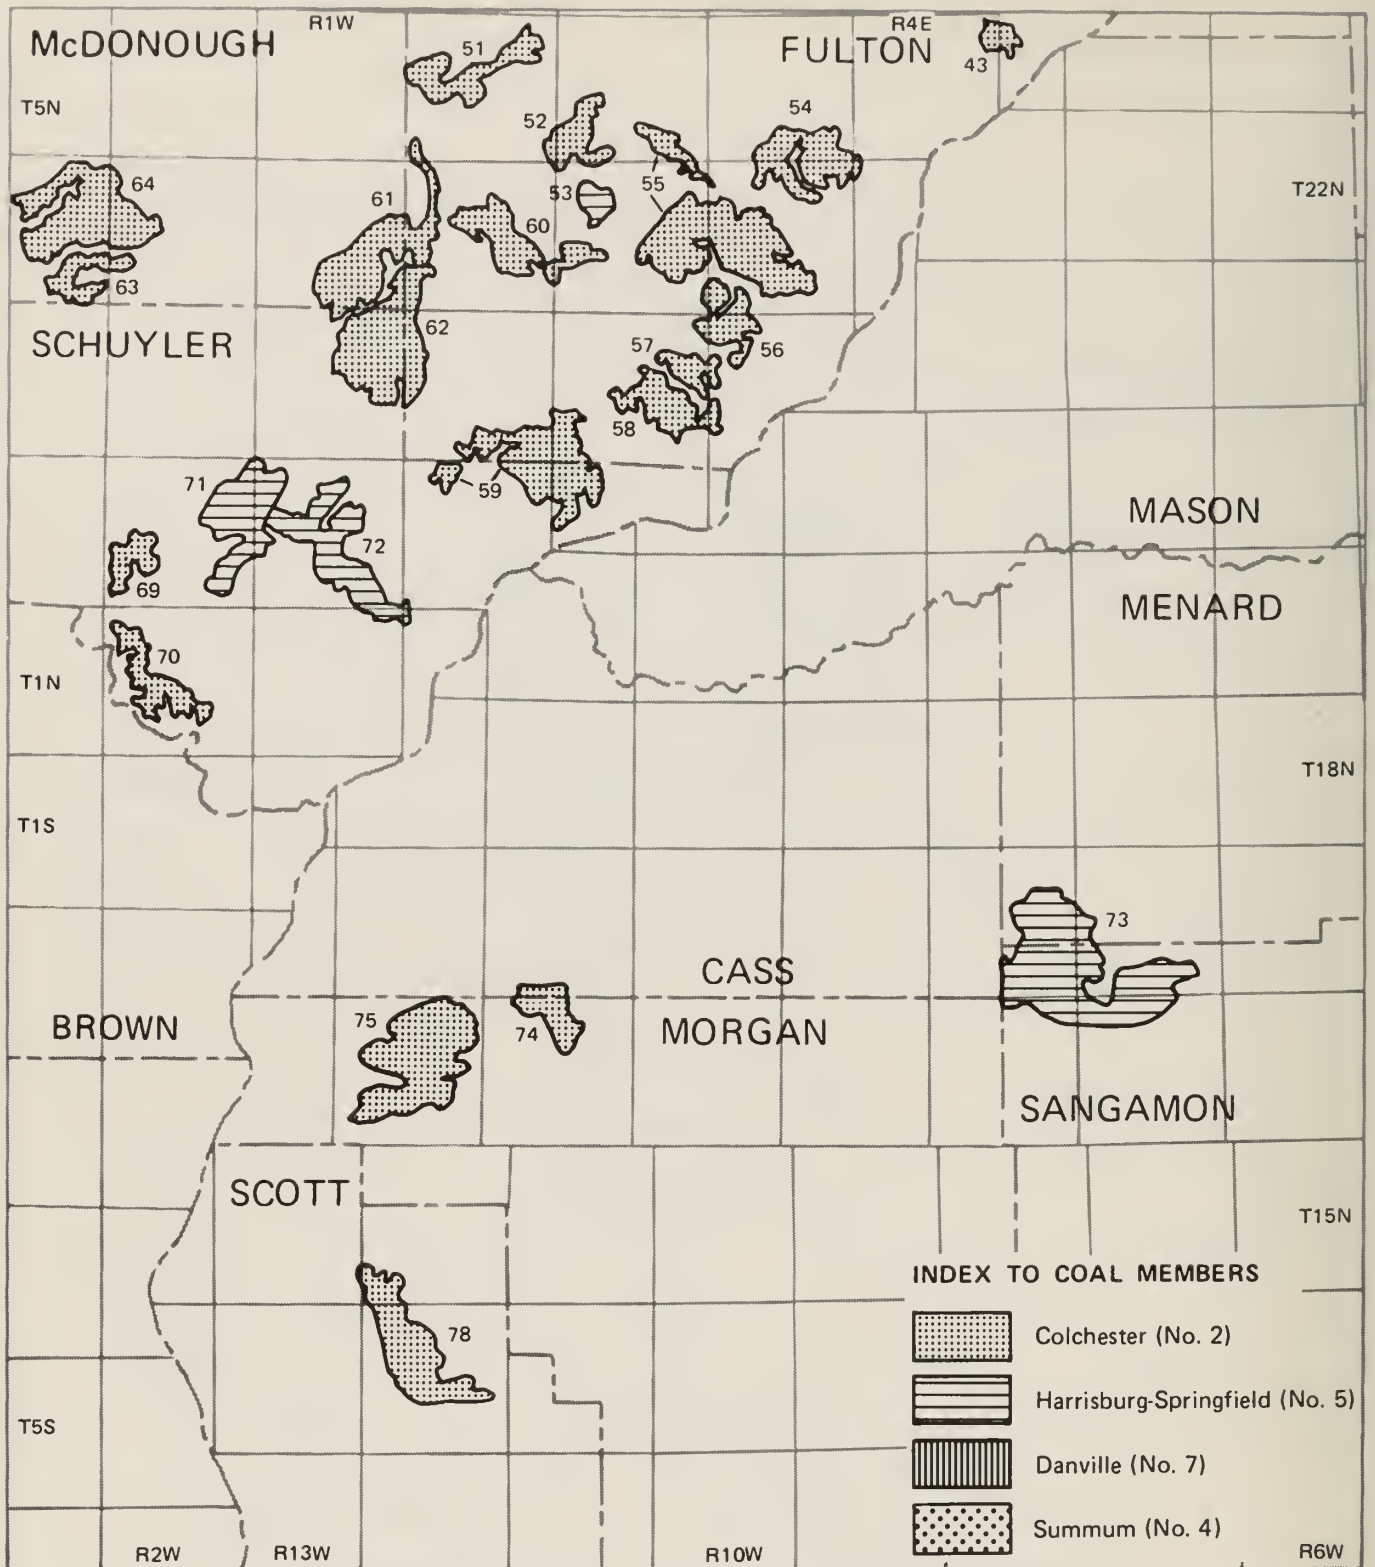 R1W
R4E
McDONOUGH
FULTON
51
43
T5N
52
54
64
55
53
T22N
61
60
63
SCHUYLER
62
57
56
58
71
59
MASON
72
69
MENARD
70
T1N
T18N
T1S
73
CASS
75
74
BROWN
MORGAN
SANGAMON
SCOTT
T15N
INDEX TO COAL MEMBERS
78
Colchester (No. 2)
Harrisburg-Springfield (No. 5)
T5S
Danville (No. 7)
Summum (No. 4)
R2W
R13W
R10W
R6W